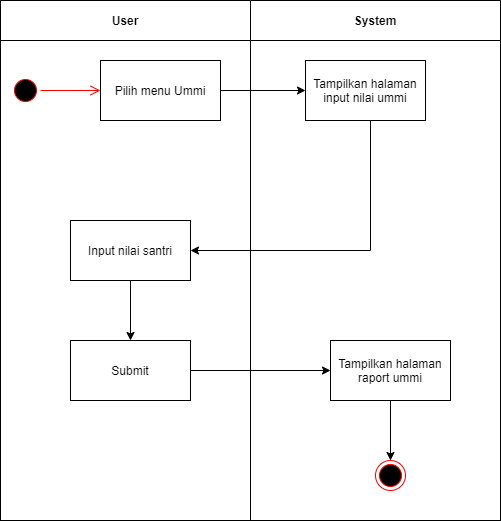 User
System
Pilih menu Ummi
Tampilkan halaman
input nilai ummi
Input nilai santri
Submit
Tampilkan halaman
raport ummi